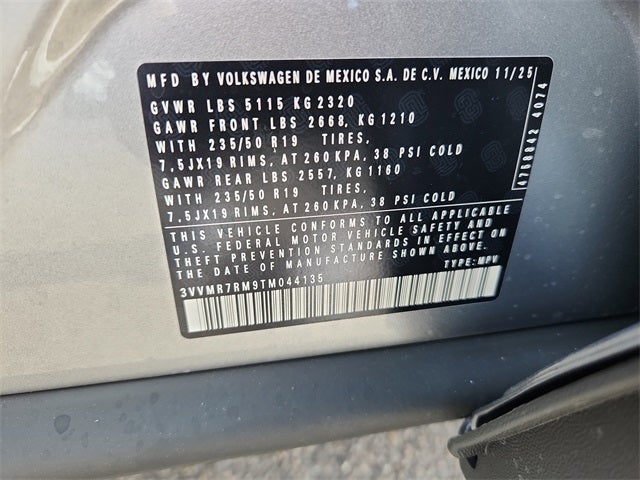 MFD BY VOLKSWAGEN DE MEXICO S.A. DE C.V. MEXICO 11/25
GVWR LBS 5115 KG 2320
GAWR FRONT LBS 2668, KG 1210
WITH 235/50 R19 TIRES,
7,5JX19 RIMS, AT 260 KPA, 38 PSI COLD
GAWR REAR LBS 2557, KG 1160
WITH 235/50 R19 TIRES,
7,5JX19 RIMS, AT 260 KPA, 38 PSI COLD
THIS VEHICLE CONFORMS TO ALL APPLICABLE
U.S. FEDERAL MOTOR VEHICLE SAFETY AND
THEFT PREVENTION STANDARDS IN EFFECT ON
THE DATE OF MANUFACTURE SHOWN ABOVE.
TYPE: MPV
3VVMR7RM9TM044135
4768042 4074